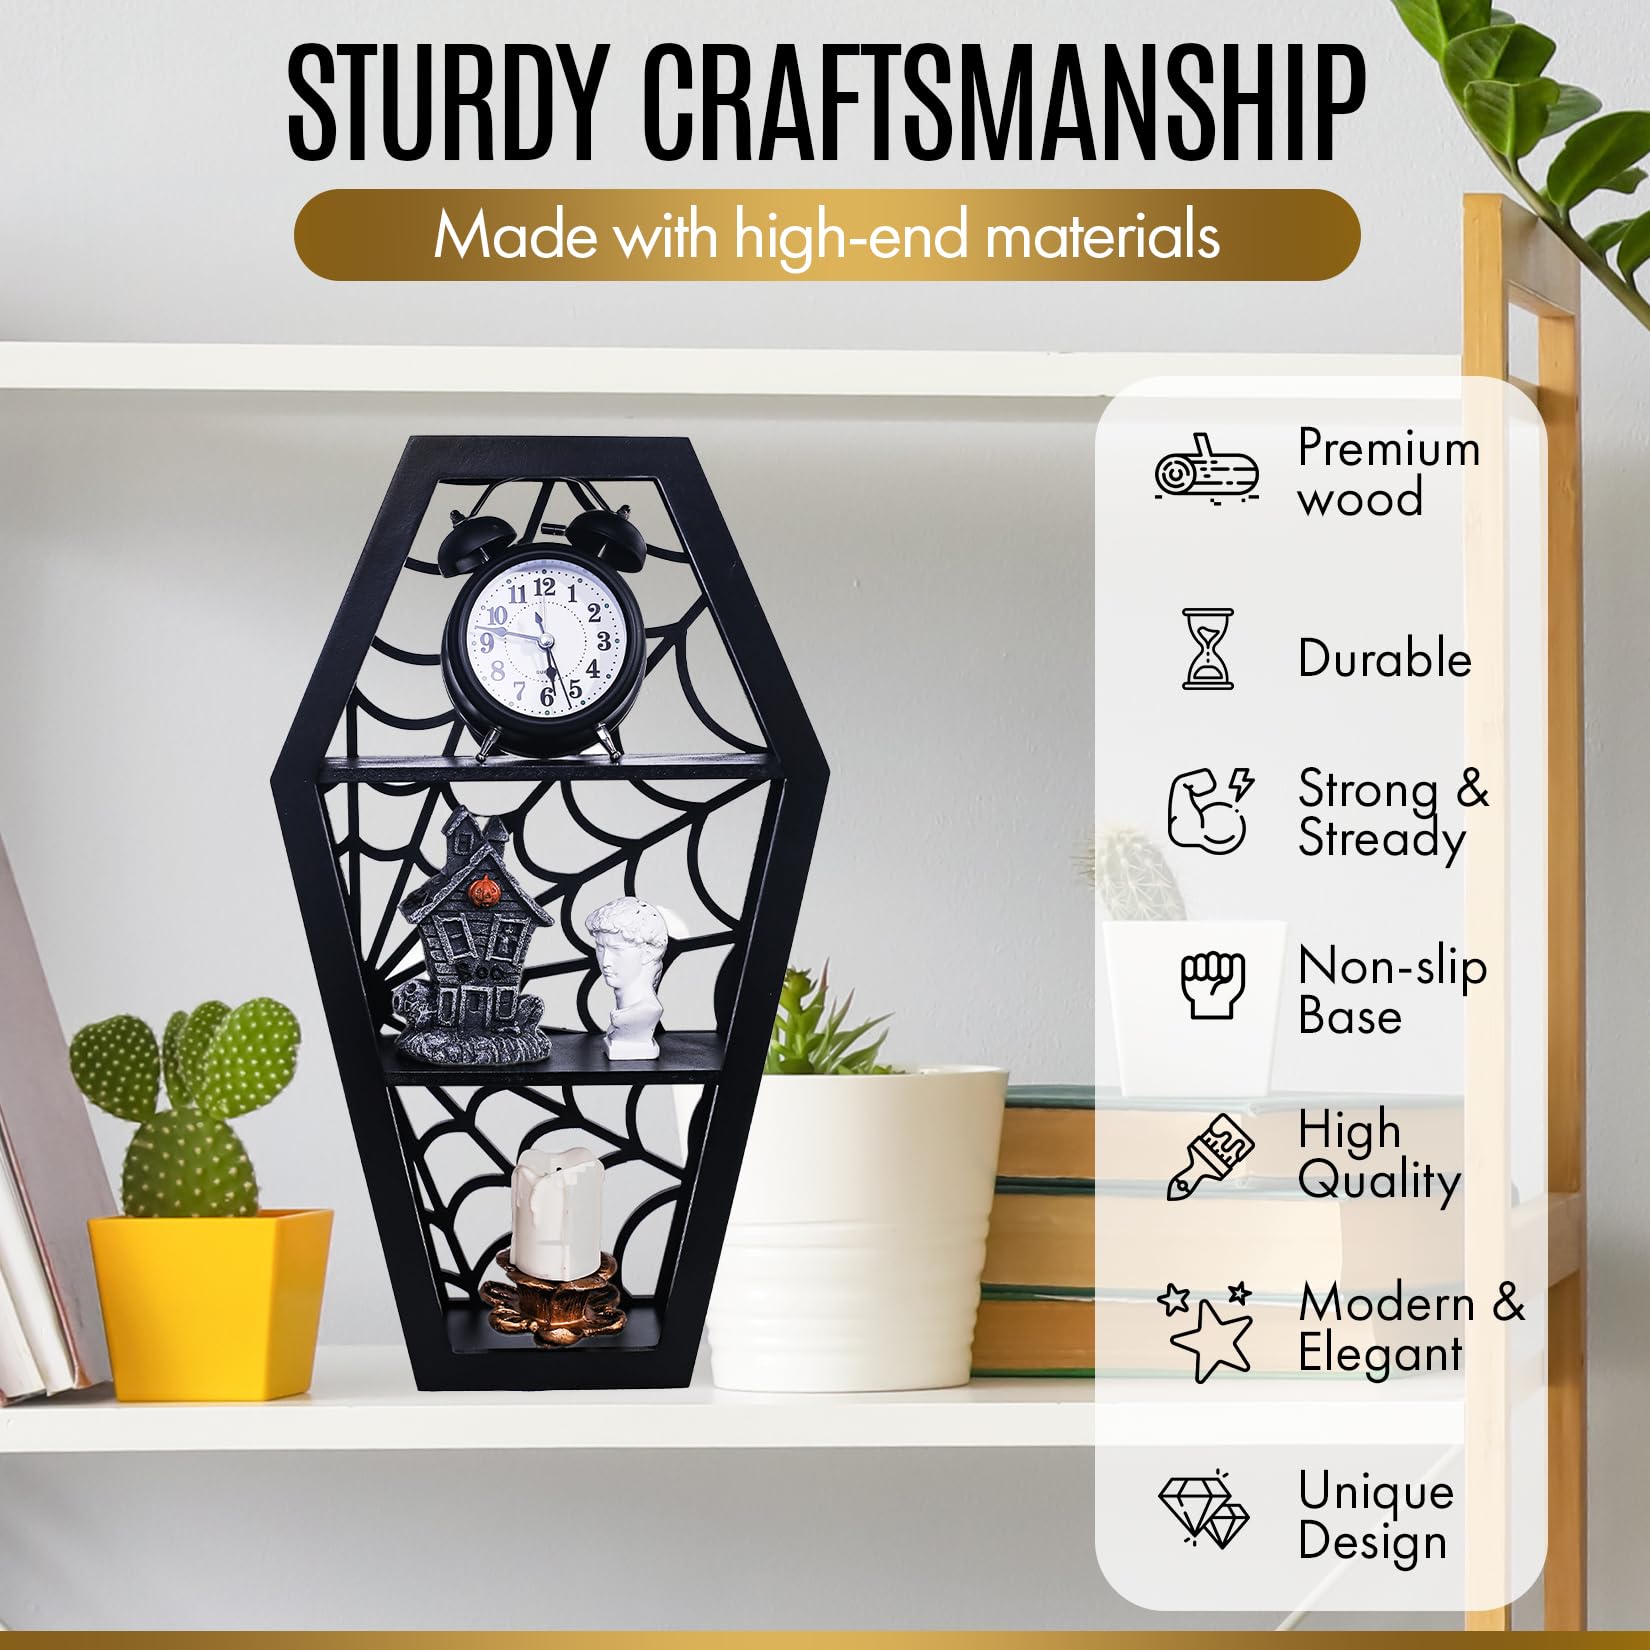 STURDY CRAFTSMANSHIP
Made with high-end materials
Premium
wood
Durable
Strong &
Stready
Non-slip
Base
High
Quality
Modern &
Elegant
Unique
Design
12
11
1
10
2
9
3
8
4
7
5
6
BOO